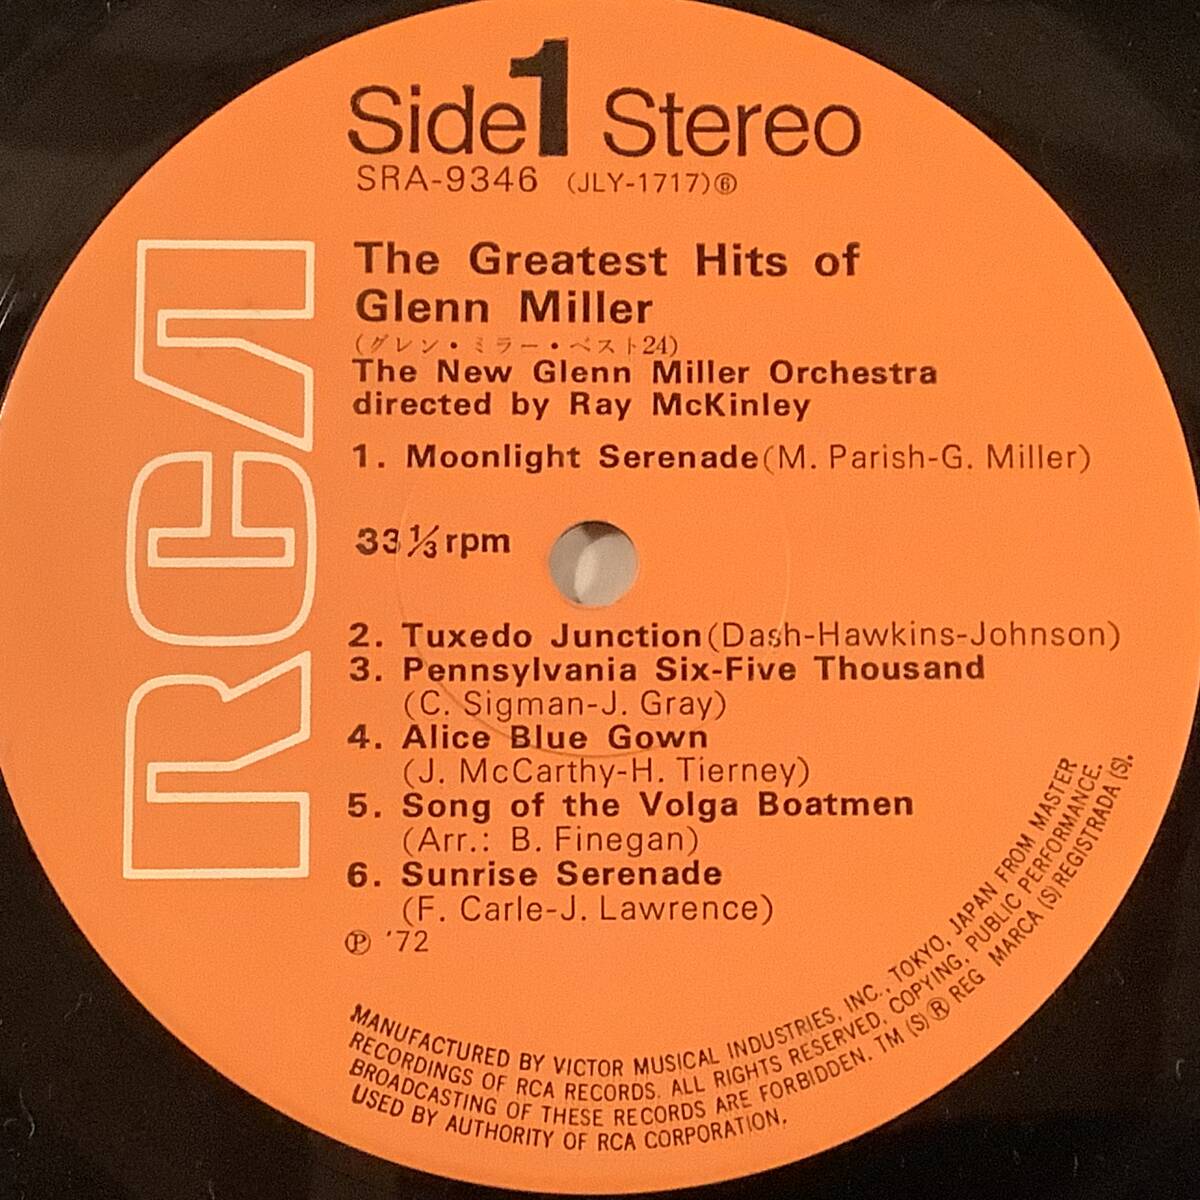 Side 1 Stereo
SRA-9346 (JLY-1717)⑥
The Greatest Hits of
Glenn Miller
(グレン・ミラー・ベスト24)
The New Glenn Miller Orchestra
directed by Ray McKinley
1. Moonlight Serenade(M. Parish-G. Miller)
33⅓rpm
2. Tuxedo Junction(Dash-Hawkins-Johnson)
3. Pennsylvania Six-Five Thousand
(C. Sigman-J. Gray)
4. Alice Blue Gown
(J. McCarthy-H. Tierney)
5. Song of the Volga Boatmen
(Arr.: B. Finegan)
6. Sunrise Serenade
(F. Carle-J. Lawrence)
Ⓟ '72
RCA
MANUFACTURED BY VICTOR MUSICAL INDUSTRIES, INC., TOKYO, JAPAN FROM MASTER
RECORDINGS OF RCA RECORDS. ALL RIGHTS RESERVED. COPYING, PUBLIC PERFORMANCE.
BROADCASTING OF THESE RECORDS ARE FORBIDDEN. TM (S) ® REG MARCA (S) REGISTRADA (S).
USED BY AUTHORITY OF RCA CORPORATION.